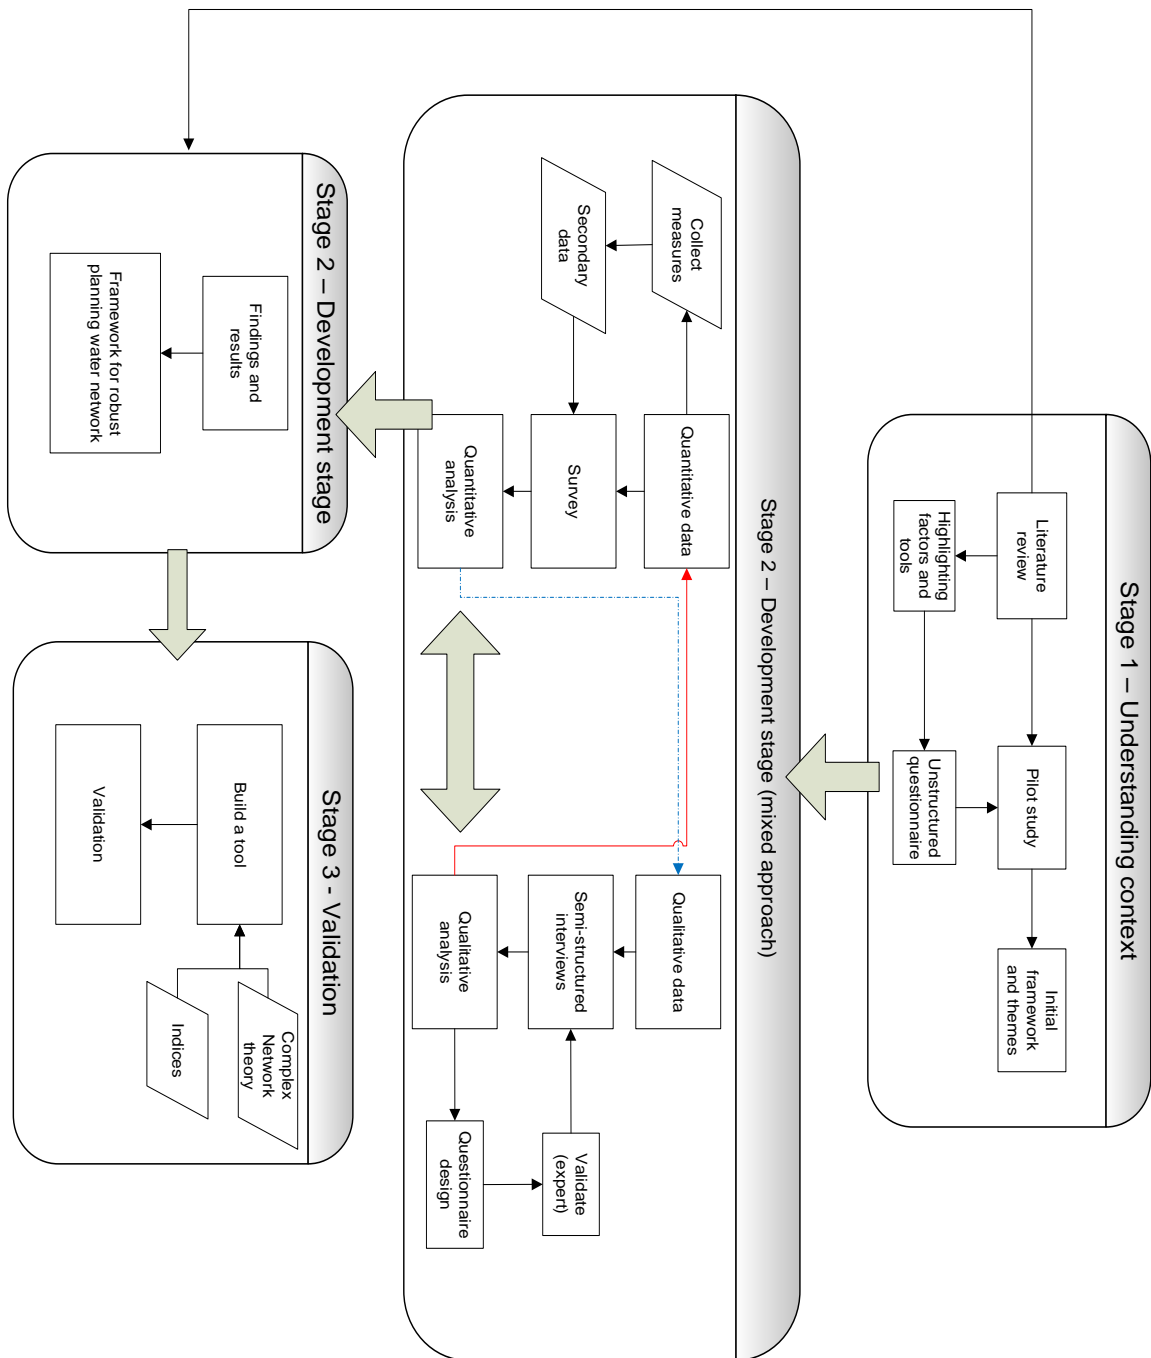 Stage 1 – Understanding context
Literature
review
Pilot study
Initial
framework
and themes
Highlighting
factors and
tools
Unstructured
questionnaire
Stage 2 – Development stage (mixed approach)
Collect
measures
Quantitative data
Qualitative data
Validate
(expert)
Secondary
data
Survey
Semi-structured
interviews
Quantitative
analysis
Qualitative
analysis
Questionnaire
design
Stage 2 – Development stage
Findings and
results
Framework for robust
planning water network
Stage 3 - Validation
Build a tool
Complex
Network
theory
Indices
Validation